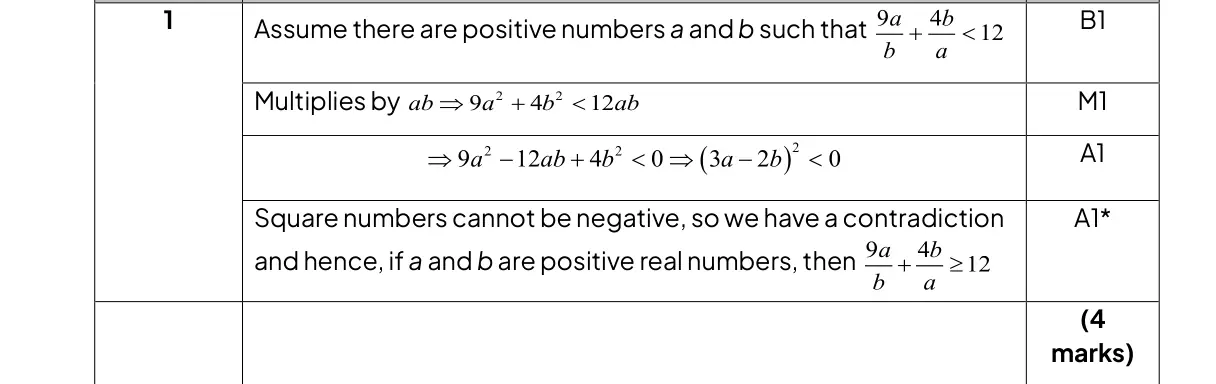 1
Assume there are positive numbers a and b such that 9a/b + 4b/a < 12
B1
Multiplies by ab ⇒ 9a² + 4b² < 12ab
M1
⇒ 9a² − 12ab + 4b² < 0 ⇒ (3a − 2b)² < 0
A1
Square numbers cannot be negative, so we have a contradiction
and hence, if a and b are positive real numbers, then 9a/b + 4b/a ≥ 12
A1*
(4
marks)